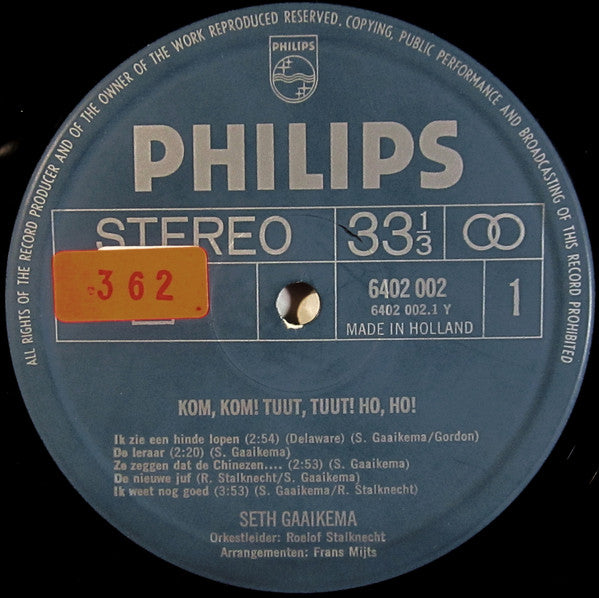 ALL RIGHTS OF THE RECORD PRODUCER AND OF THE OWNER OF THE WORK REPRODUCED RESERVED. COPYING, PUBLIC PERFORMANCE AND BROADCASTING OF THIS RECORD PROHIBITED
PHILIPS
PHILIPS
STEREO 33 1/3
362
6402 002
6402 002.1 Y
1
MADE IN HOLLAND
KOM, KOM! TUUT, TUUT! HO, HO!
Ik zie een hinde lopen (2:54) (Delaware) (S. Gaaikema/Gordon)
De leraar (2:20) (S. Gaaikema)
Ze zeggen dat de Chinezen.... (2:53) (S. Gaaikema)
De nieuwe juf (R. Stalknecht/S. Gaaikema)
Ik weet nog goed (3:53) (S. Gaaikema/R. Stalknecht)
SETH GAAIKEMA
Orkestleider: Roelof Stalknecht
Arrangementen: Frans Mijts